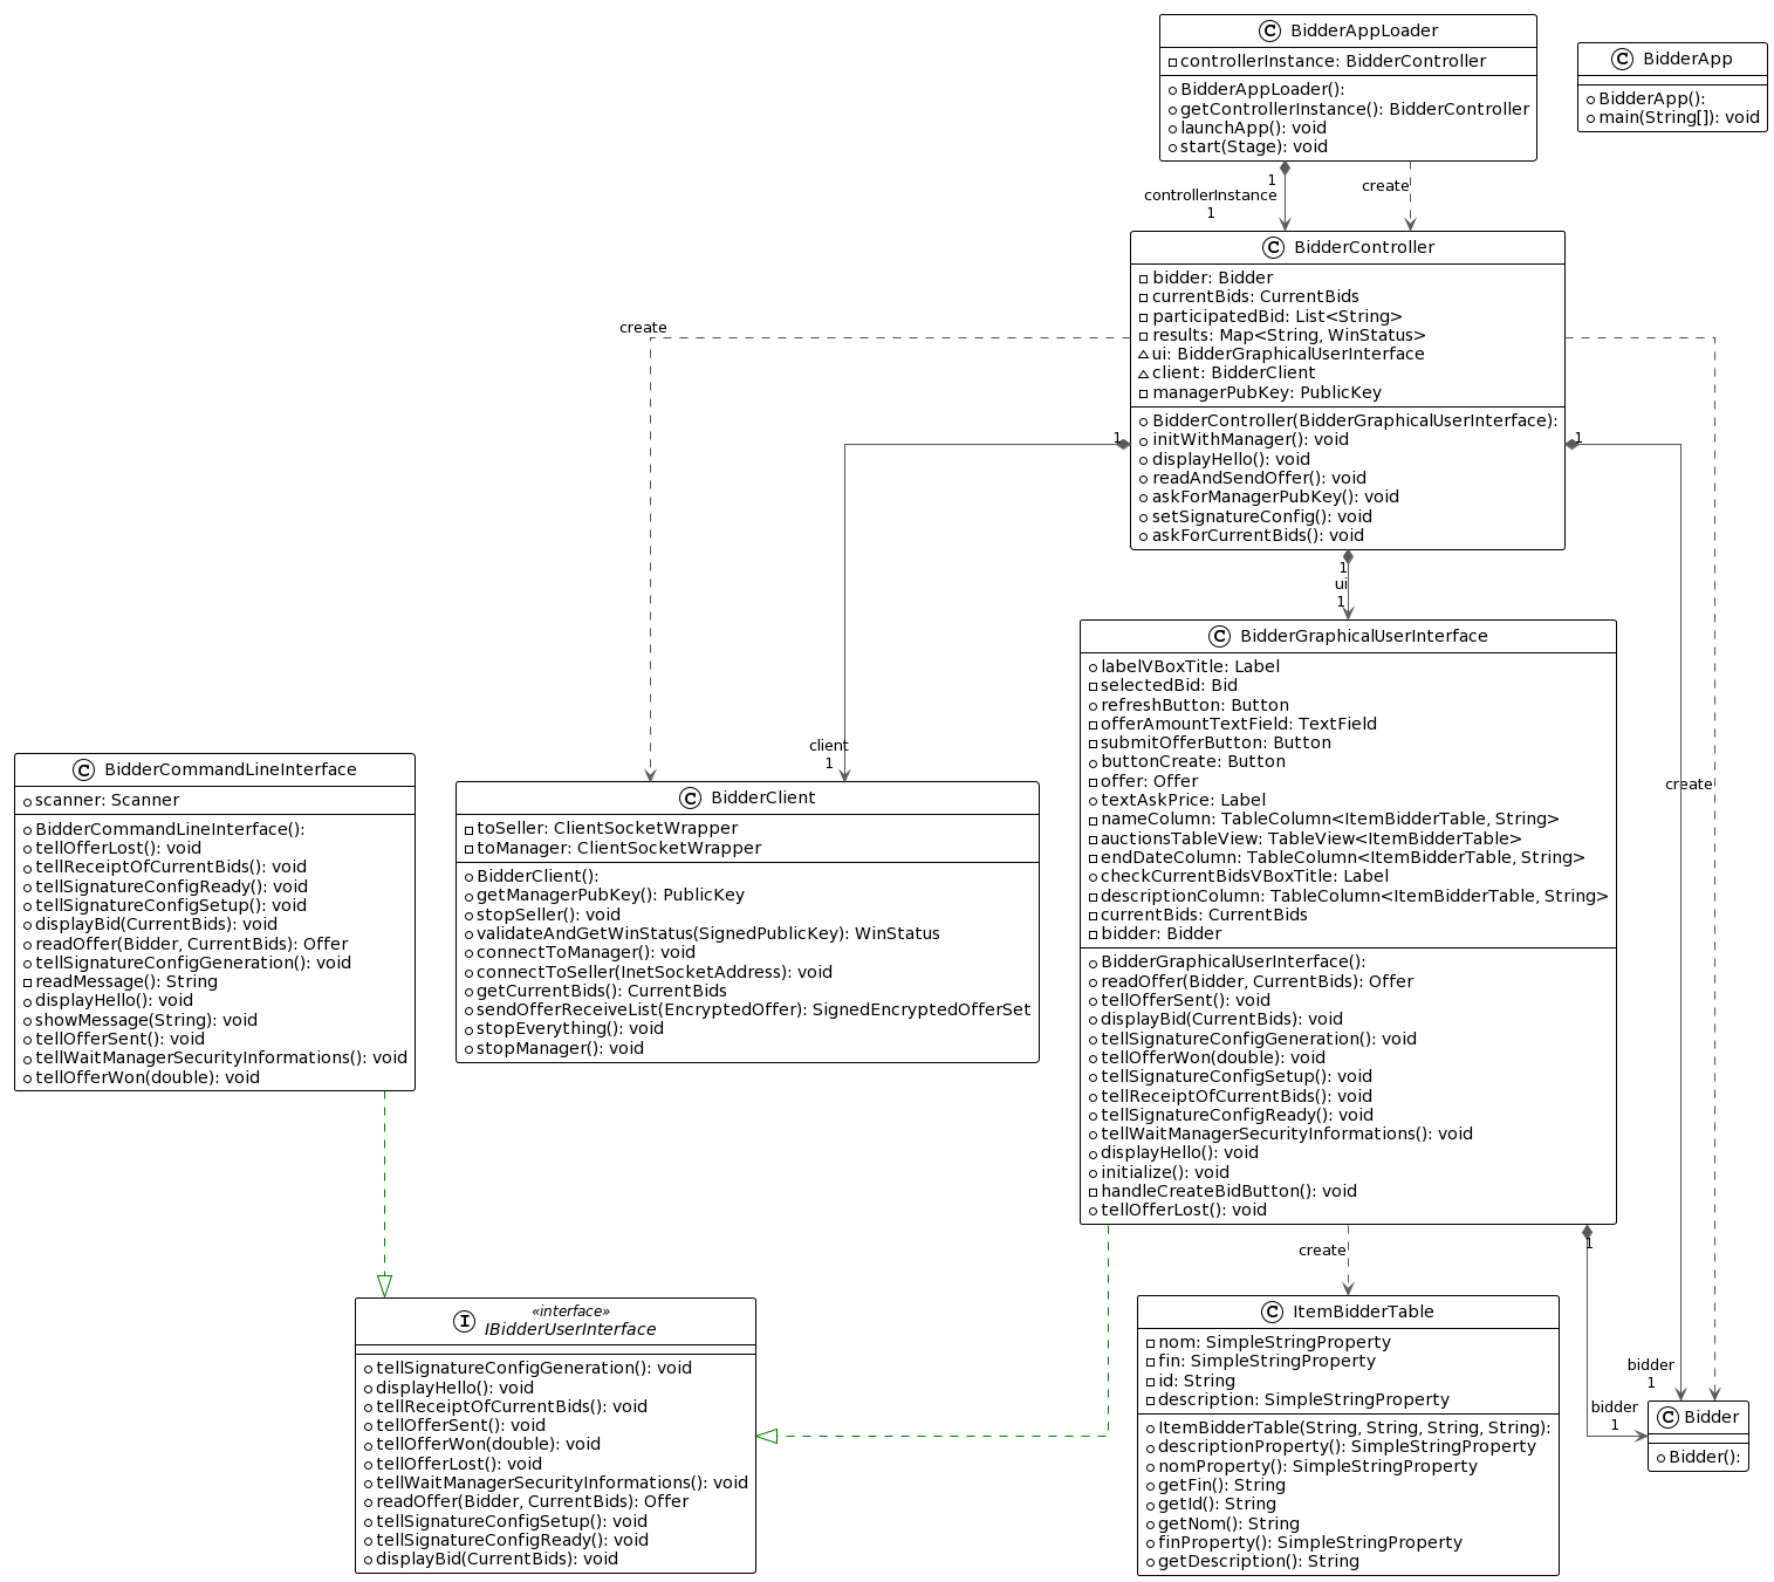 C BidderAppLoader
controllerInstance: BidderController
BidderAppLoader():
getControllerInstance(): BidderController
launchApp(): void
start(Stage): void
C BidderApp
BidderApp():
main(String[]): void
1
controllerInstance
1
create
C BidderController
bidder: Bidder
currentBids: CurrentBids
participatedBid: List<String>
results: Map<String, WinStatus>
~ui: BidderGraphicalUserInterface
~client: BidderClient
managerPubKey: PublicKey
BidderController(BidderGraphicalUserInterface):
initWithManager(): void
displayHello(): void
readAndSendOffer(): void
askForManagerPubKey(): void
setSignatureConfig(): void
askForCurrentBids(): void
create
1
1
1
ui
1
client
1
create
C BidderGraphicalUserInterface
labelVBoxTitle: Label
selectedBid: Bid
refreshButton: Button
offerAmountTextField: TextField
submitOfferButton: Button
buttonCreate: Button
offer: Offer
textAskPrice: Label
nameColumn: TableColumn<ItemBidderTable, String>
auctionsTableView: TableView<ItemBidderTable>
endDateColumn: TableColumn<ItemBidderTable, String>
checkCurrentBidsVBoxTitle: Label
descriptionColumn: TableColumn<ItemBidderTable, String>
currentBids: CurrentBids
bidder: Bidder
BidderGraphicalUserInterface():
readOffer(Bidder, CurrentBids): Offer
tellOfferSent(): void
displayBid(CurrentBids): void
tellSignatureConfigGeneration(): void
tellOfferWon(double): void
tellSignatureConfigSetup(): void
tellReceiptOfCurrentBids(): void
tellSignatureConfigReady(): void
tellWaitManagerSecurityInformations(): void
displayHello(): void
initialize(): void
handleCreateBidButton(): void
tellOfferLost(): void
C BidderCommandLineInterface
scanner: Scanner
BidderCommandLineInterface():
tellOfferLost(): void
tellReceiptOfCurrentBids(): void
tellSignatureConfigReady(): void
tellSignatureConfigSetup(): void
displayBid(CurrentBids): void
readOffer(Bidder, CurrentBids): Offer
tellSignatureConfigGeneration(): void
readMessage(): String
displayHello(): void
showMessage(String): void
tellOfferSent(): void
tellWaitManagerSecurityInformations(): void
tellOfferWon(double): void
C BidderClient
toSeller: ClientSocketWrapper
toManager: ClientSocketWrapper
BidderClient():
getManagerPubKey(): PublicKey
stopSeller(): void
validateAndGetWinStatus(SignedPublicKey): WinStatus
connectToManager(): void
connectToSeller(InetSocketAddress): void
getCurrentBids(): CurrentBids
sendOfferReceiveList(EncryptedOffer): SignedEncryptedOfferSet
stopEverything(): void
stopManager(): void
create
1
bidder
1
bidder
1
I «interface»
IBidderUserInterface
tellSignatureConfigGeneration(): void
displayHello(): void
tellReceiptOfCurrentBids(): void
tellOfferSent(): void
tellOfferWon(double): void
tellOfferLost(): void
tellWaitManagerSecurityInformations(): void
readOffer(Bidder, CurrentBids): Offer
tellSignatureConfigSetup(): void
tellSignatureConfigReady(): void
displayBid(CurrentBids): void
C ItemBidderTable
nom: SimpleStringProperty
fin: SimpleStringProperty
id: String
description: SimpleStringProperty
ItemBidderTable(String, String, String, String):
descriptionProperty(): SimpleStringProperty
nomProperty(): SimpleStringProperty
getFin(): String
getId(): String
getNom(): String
finProperty(): SimpleStringProperty
getDescription(): String
C Bidder
Bidder():